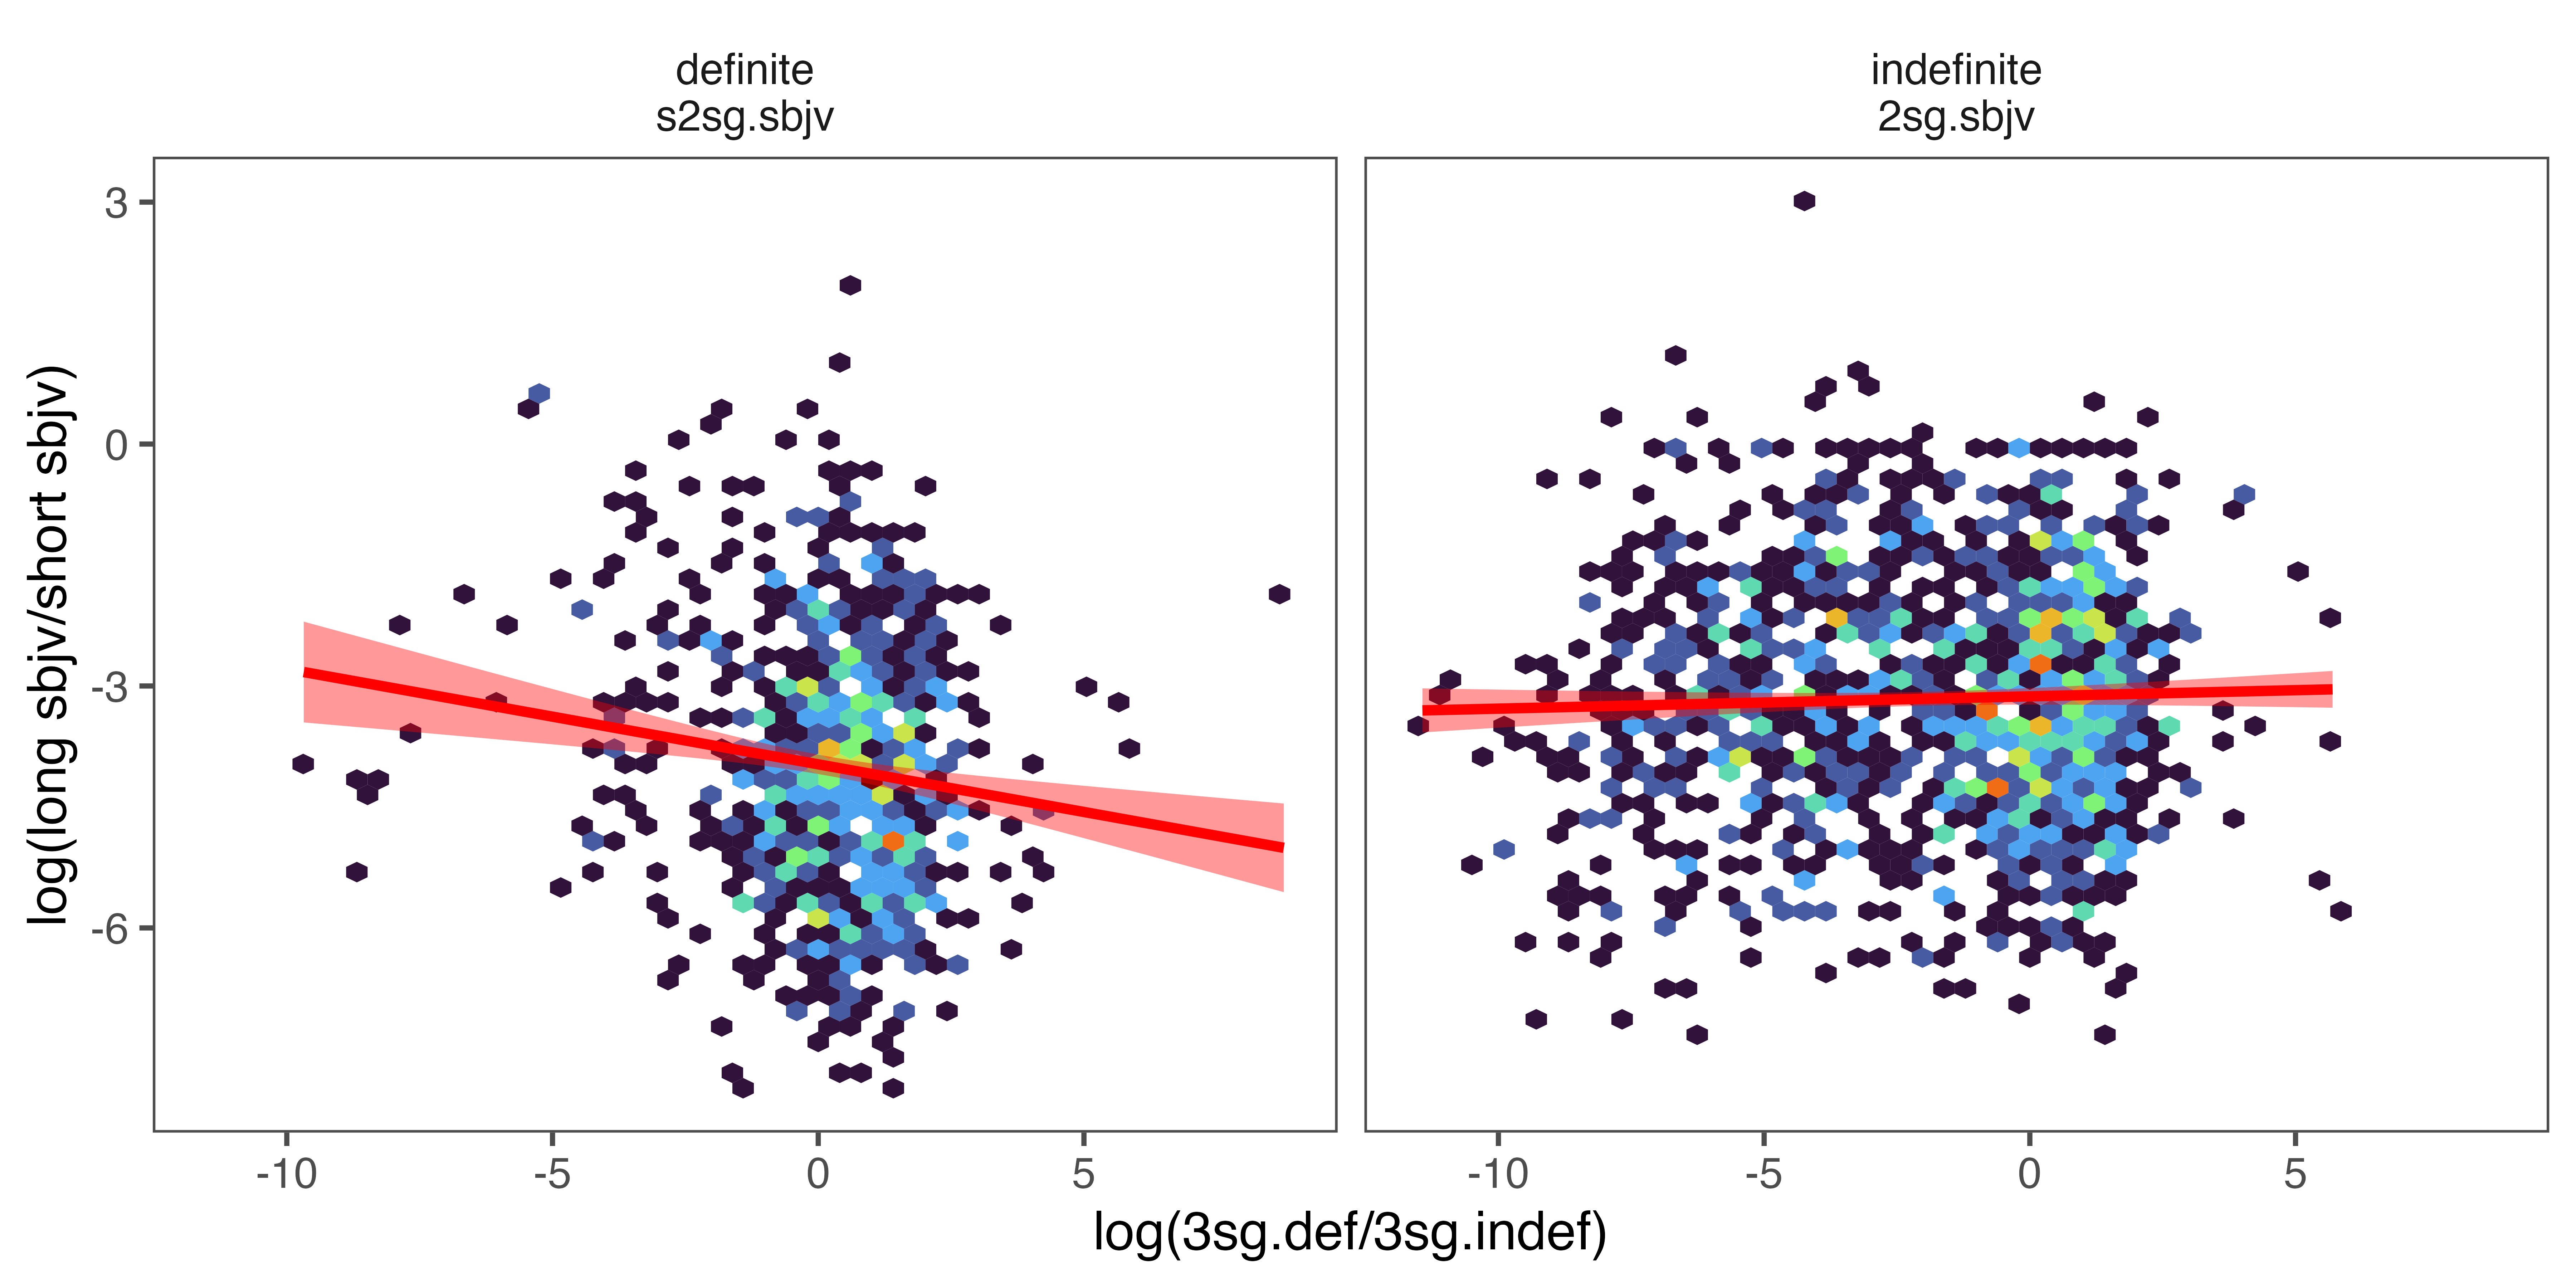 definite
s2sg.sbjv
indefinite
2sg.sbjv
log(long sbjv/short sbjv)
3
0
-3
-6
-10
-5
0
5
-10
-5
0
5
log(3sg.def/3sg.indef)